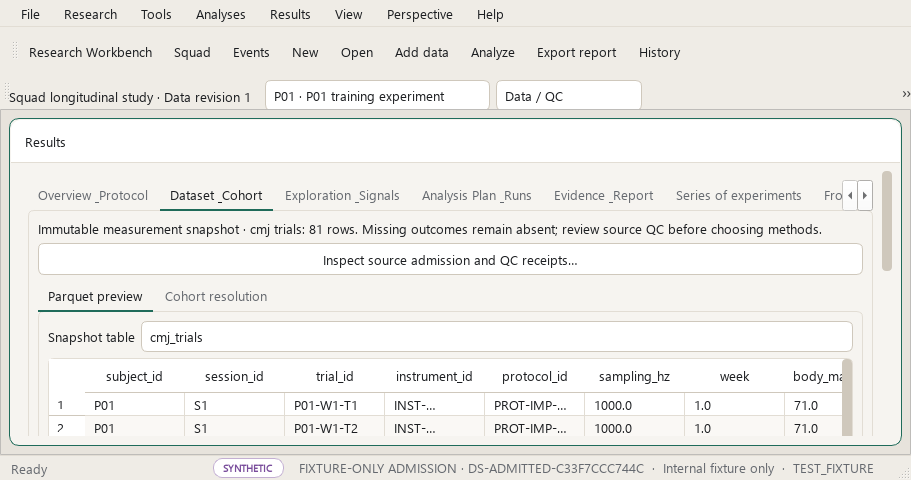 File Research Tools Analyses Results View Perspective Help
Research Workbench Squad Events New Open Add data Analyze Export report History
Squad longitudinal study · Data revision 1 P01 · P01 training experiment Data / QC »
Results
Overview _Protocol Dataset _Cohort Exploration _Signals Analysis Plan _Runs Evidence _Report Series of experiments Fro
Immutable measurement snapshot · cmj trials: 81 rows. Missing outcomes remain absent; review source QC before choosing methods.
Inspect source admission and QC receipts...
Parquet preview Cohort resolution
Snapshot table cmj_trials
subject_id session_id trial_id instrument_id protocol_id sampling_hz week body_ma
1 P01 S1 P01-W1-T1 INST-... PROT-IMP-... 1000.0 1.0 71.0
2 P01 S1 P01-W1-T2 INST-... PROT-IMP-... 1000.0 1.0 71.0
Ready SYNTHETIC FIXTURE-ONLY ADMISSION · DS-ADMITTED-C33F7CCC744C · Internal fixture only · TEST_FIXTURE